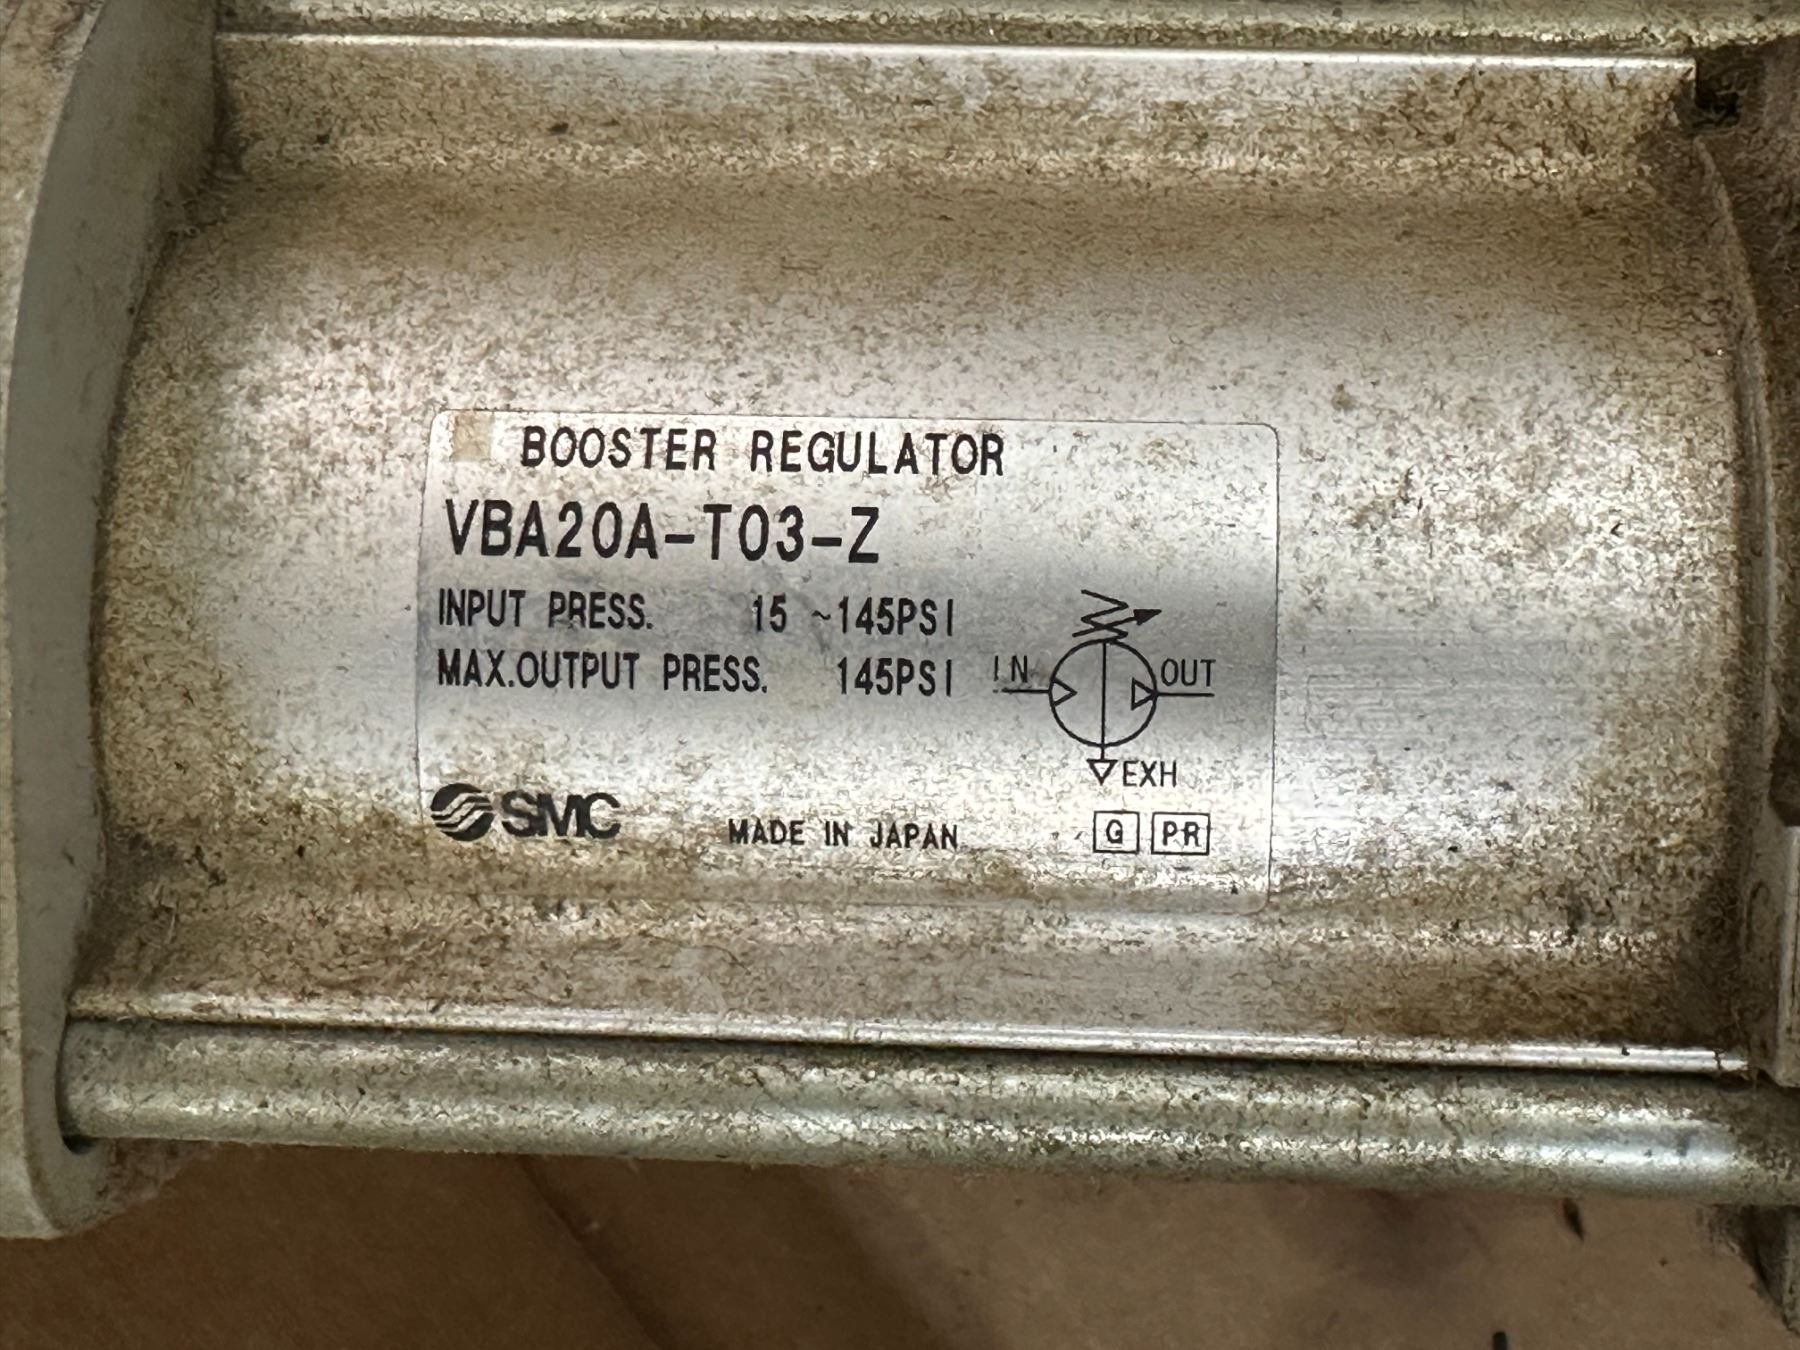 BOOSTER REGULATOR
VBA20A-T03-Z
INPUT PRESS. 15 ~145PSI
MAX.OUTPUT PRESS. 145PSI
IN OUT
EXH
SMC MADE IN JAPAN G PR